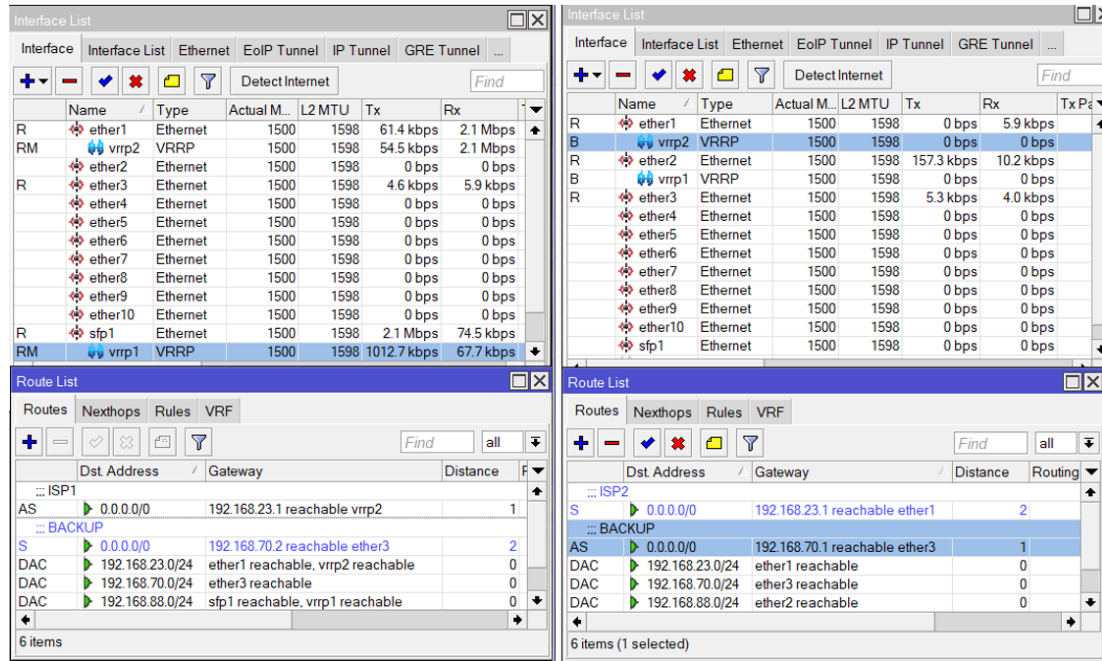 Interface List
Interface Interface List Ethernet EoIP Tunnel IP Tunnel GRE Tunnel ...
Detect Internet Find
Name Type Actual M... L2 MTU Tx Rx
R ether1 Ethernet 1500 1598 61.4 kbps 2.1 Mbps
RM vrrp2 VRRP 1500 1598 54.5 kbps 2.1 Mbps
ether2 Ethernet 1500 1598 0 bps 0 bps
R ether3 Ethernet 1500 1598 4.6 kbps 5.9 kbps
ether4 Ethernet 1500 1598 0 bps 0 bps
ether5 Ethernet 1500 1598 0 bps 0 bps
ether6 Ethernet 1500 1598 0 bps 0 bps
ether7 Ethernet 1500 1598 0 bps 0 bps
ether8 Ethernet 1500 1598 0 bps 0 bps
ether9 Ethernet 1500 1598 0 bps 0 bps
ether10 Ethernet 1500 1598 0 bps 0 bps
R sfp1 Ethernet 1500 1598 2.1 Mbps 74.5 kbps
RM vrrp1 VRRP 1500 1598 1012.7 kbps 67.7 kbps
Route List
Routes Nexthops Rules VRF
Find all
Dst. Address Gateway Distance
::: ISP1
AS 0.0.0.0/0 192.168.23.1 reachable vrrp2 1
::: BACKUP
S 0.0.0.0/0 192.168.70.2 reachable ether3 2
DAC 192.168.23.0/24 ether1 reachable, vrrp2 reachable 0
DAC 192.168.70.0/24 ether3 reachable 0
DAC 192.168.88.0/24 sfp1 reachable, vrrp1 reachable 0
6 items
Interface List
Interface Interface List Ethernet EoIP Tunnel IP Tunnel GRE Tunnel ...
Detect Internet Find
Name Type Actual M... L2 MTU Tx Rx Tx Pa
R ether1 Ethernet 1500 1598 0 bps 5.9 kbps
B vrrp2 VRRP 1500 1598 0 bps 0 bps
R ether2 Ethernet 1500 1598 157.3 kbps 10.2 kbps
B vrrp1 VRRP 1500 1598 0 bps 0 bps
R ether3 Ethernet 1500 1598 5.3 kbps 4.0 kbps
ether4 Ethernet 1500 1598 0 bps 0 bps
ether5 Ethernet 1500 1598 0 bps 0 bps
ether6 Ethernet 1500 1598 0 bps 0 bps
ether7 Ethernet 1500 1598 0 bps 0 bps
ether8 Ethernet 1500 1598 0 bps 0 bps
ether9 Ethernet 1500 1598 0 bps 0 bps
ether10 Ethernet 1500 1598 0 bps 0 bps
sfp1 Ethernet 1500 1598 0 bps 0 bps
Route List
Routes Nexthops Rules VRF
Find all
Dst. Address Gateway Distance Routing
::: ISP2
S 0.0.0.0/0 192.168.23.1 reachable ether1 2
::: BACKUP
AS 0.0.0.0/0 192.168.70.1 reachable ether3 1
DAC 192.168.23.0/24 ether1 reachable 0
DAC 192.168.70.0/24 ether3 reachable 0
DAC 192.168.88.0/24 ether2 reachable 0
6 items (1 selected)